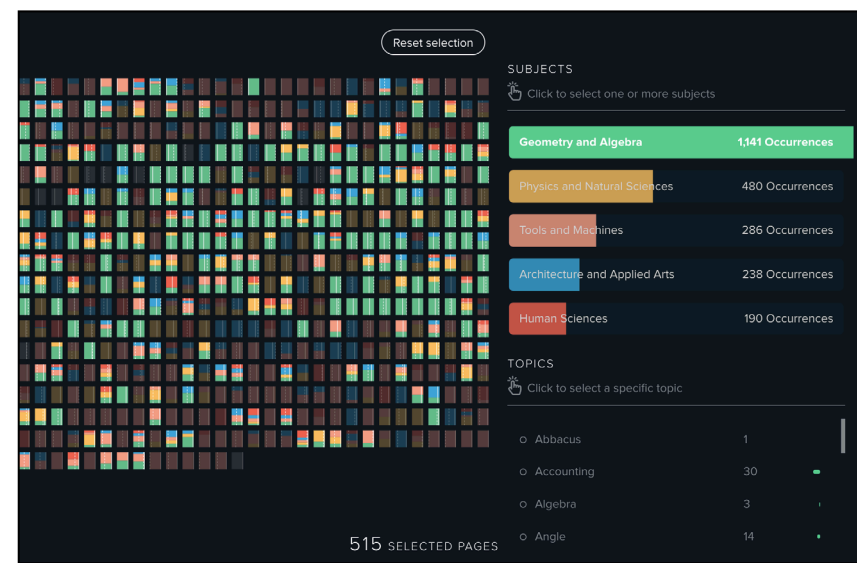 Reset selection
SUBJECTS
Click to select one or more subjects
Geometry and Algebra 1,141 Occurrences
Physics and Natural Sciences 480 Occurrences
Tools and Machines 286 Occurrences
Architecture and Applied Arts 238 Occurrences
Human Sciences 190 Occurrences
TOPICS
Click to select a specific topic
Abbacus 1
Accounting 30
Algebra 3
Angle 14
515 SELECTED PAGES